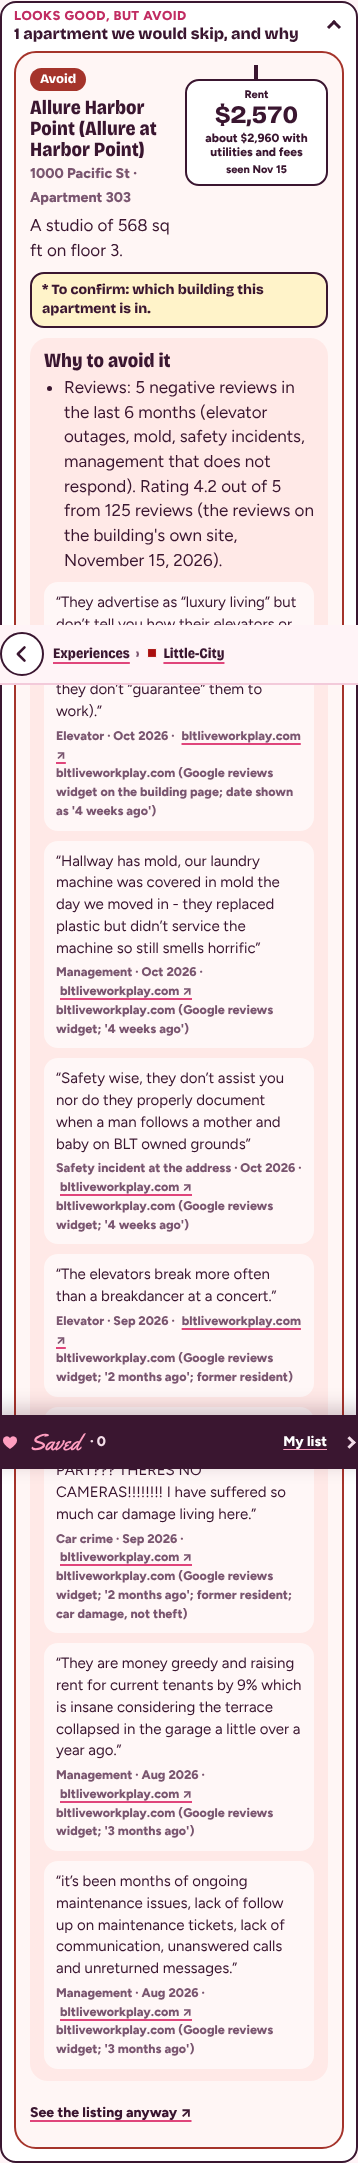 LOOKS GOOD, BUT AVOID
1 apartment we would skip, and why
Avoid
Allure Harbor
Point (Allure at
Harbor Point)
1000 Pacific St ·
Apartment 303
A studio of 568 sq
ft on floor 3.
Rent
$2,570
about $2,960 with
utilities and fees
seen Nov 15
* To confirm: which building this
apartment is in.
Why to avoid it
• Reviews: 5 negative reviews in
the last 6 months (elevator
outages, mold, safety incidents,
management that does not
respond). Rating 4.2 out of 5
from 125 reviews (the reviews on
the building's own site,
November 15, 2026).
“They advertise as “luxury living” but
don’t tell you how their elevators or
Experiences › Little-City
they don’t “guarantee” them to
work).”
Elevator · Oct 2026 · bltliveworkplay.com
↗
bltliveworkplay.com (Google reviews
widget on the building page; date shown
as '4 weeks ago')
“Hallway has mold, our laundry
machine was covered in mold the
day we moved in - they replaced
plastic but didn’t service the
machine so still smells horrific”
Management · Oct 2026 ·
bltliveworkplay.com ↗
bltliveworkplay.com (Google reviews
widget; '4 weeks ago')
“Safety wise, they don’t assist you
nor do they properly document
when a man follows a mother and
baby on BLT owned grounds”
Safety incident at the address · Oct 2026 ·
bltliveworkplay.com ↗
bltliveworkplay.com (Google reviews
widget; '4 weeks ago')
“The elevators break more often
than a breakdancer at a concert.”
Elevator · Sep 2026 · bltliveworkplay.com
↗
bltliveworkplay.com (Google reviews
widget; '2 months ago'; former resident)
Saved · 0
My list
PART??? THERES NO
CAMERAS!!!!!!!! I have suffered so
much car damage living here.”
Car crime · Sep 2026 ·
bltliveworkplay.com ↗
bltliveworkplay.com (Google reviews
widget; '2 months ago'; former resident;
car damage, not theft)
“They are money greedy and raising
rent for current tenants by 9% which
is insane considering the terrace
collapsed in the garage a little over a
year ago.”
Management · Aug 2026 ·
bltliveworkplay.com ↗
bltliveworkplay.com (Google reviews
widget; '3 months ago')
“it’s been months of ongoing
maintenance issues, lack of follow
up on maintenance tickets, lack of
communication, unanswered calls
and unreturned messages.”
Management · Aug 2026 ·
bltliveworkplay.com ↗
bltliveworkplay.com (Google reviews
widget; '3 months ago')
See the listing anyway ↗